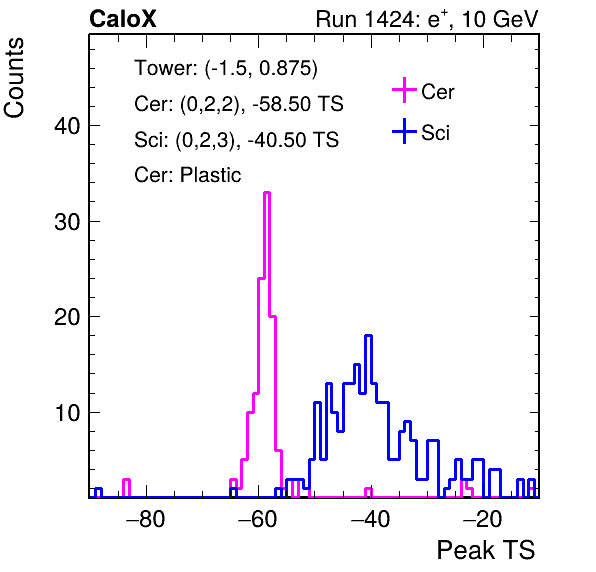 CaloX Run 1424: e⁺, 10 GeV
Counts
Tower: (-1.5, 0.875)
Cer: (0,2,2), -58.50 TS
Sci: (0,2,3), -40.50 TS
Cer: Plastic
Cer
Sci
40
30
20
10
−80 −60 −40 −20
Peak TS